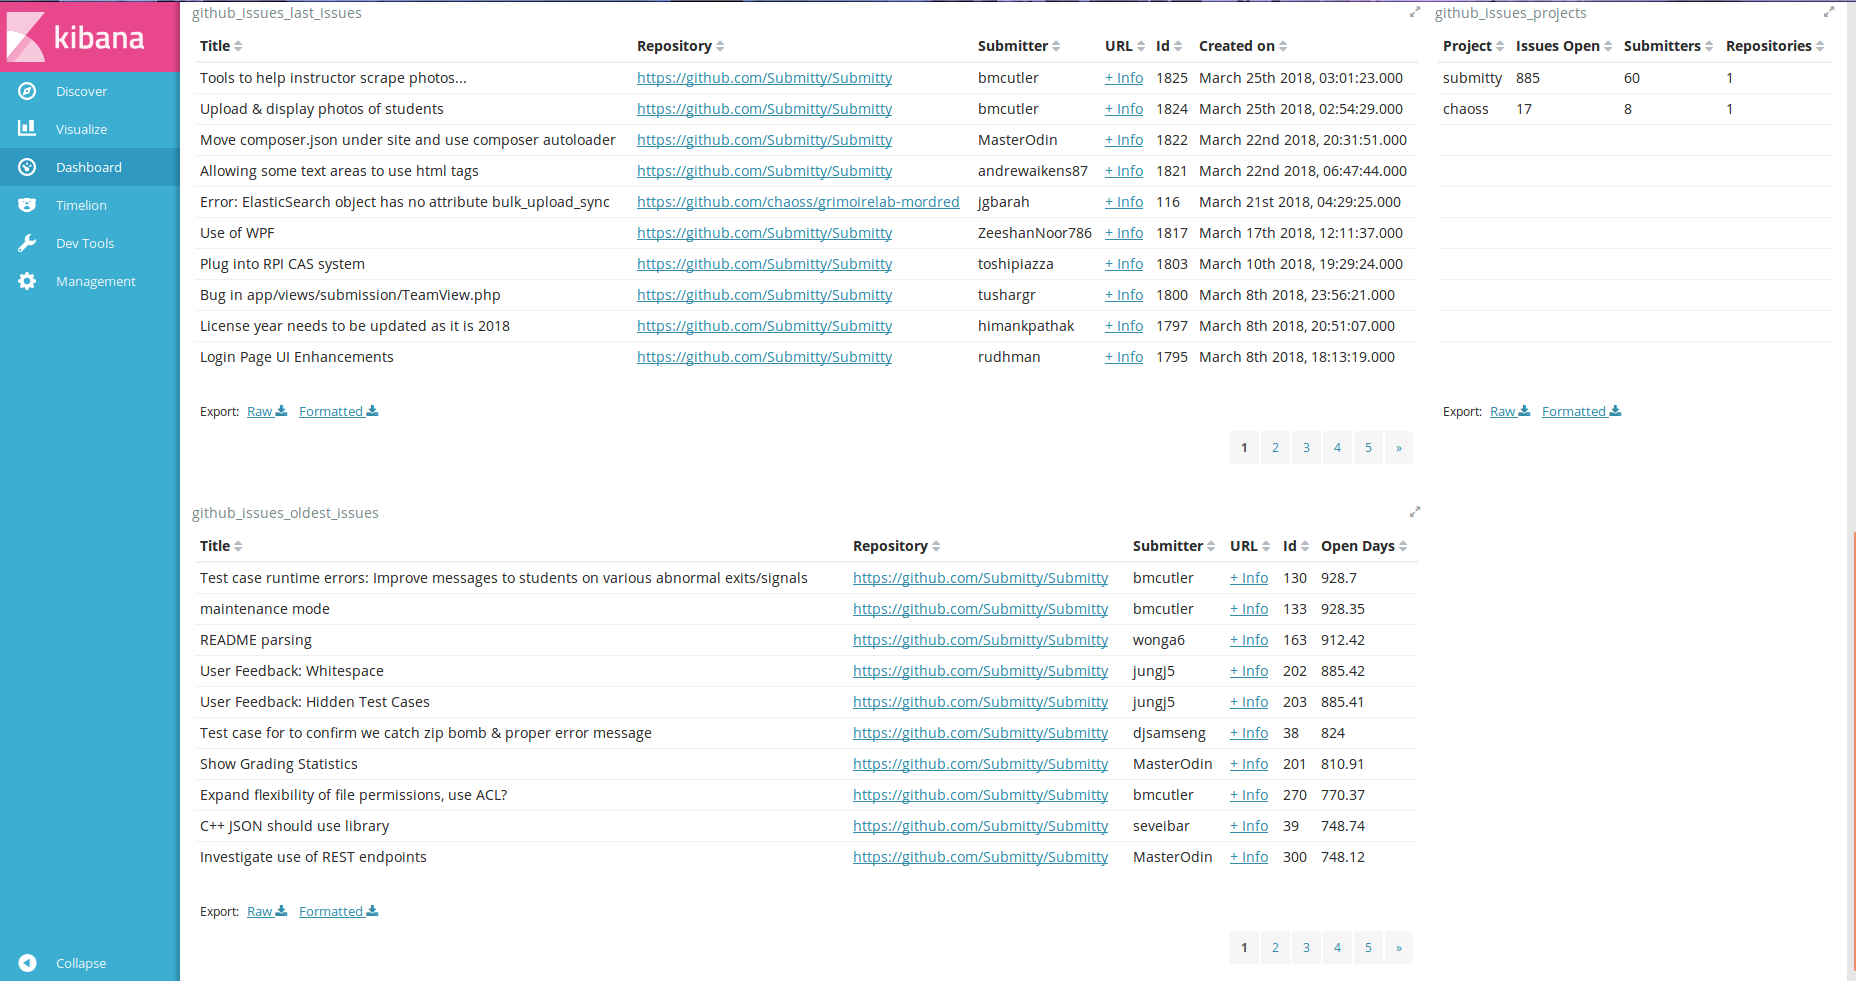 kibana
Discover
Visualize
Dashboard
Timelion
Dev Tools
Management
Collapse
github_issues_last_issues
Title Repository Submitter URL Id Created on
Tools to help instructor scrape photos... https://github.com/Submitty/Submitty bmcutler + Info 1825 March 25th 2018, 03:01:23.000
Upload & display photos of students https://github.com/Submitty/Submitty bmcutler + Info 1824 March 25th 2018, 02:54:29.000
Move composer.json under site and use composer autoloader https://github.com/Submitty/Submitty MasterOdin + Info 1822 March 22nd 2018, 20:31:51.000
Allowing some text areas to use html tags https://github.com/Submitty/Submitty andrewaikens87 + Info 1821 March 22nd 2018, 06:47:44.000
Error: ElasticSearch object has no attribute bulk_upload_sync https://github.com/chaoss/grimoirelab-mordred jgbarah + Info 116 March 21st 2018, 04:29:25.000
Use of WPF https://github.com/Submitty/Submitty ZeeshanNoor786 + Info 1817 March 17th 2018, 12:11:37.000
Plug into RPI CAS system https://github.com/Submitty/Submitty toshipiazza + Info 1803 March 10th 2018, 19:29:24.000
Bug in app/views/submission/TeamView.php https://github.com/Submitty/Submitty tushargr + Info 1800 March 8th 2018, 23:56:21.000
License year needs to be updated as it is 2018 https://github.com/Submitty/Submitty himankpathak + Info 1797 March 8th 2018, 20:51:07.000
Login Page UI Enhancements https://github.com/Submitty/Submitty rudhman + Info 1795 March 8th 2018, 18:13:19.000
Export: Raw Formatted
1 2 3 4 5 »
github_issues_projects
Project Issues Open Submitters Repositories
submitty 885 60 1
chaoss 17 8 1
Export: Raw Formatted
github_issues_oldest_issues
Title Repository Submitter URL Id Open Days
Test case runtime errors: Improve messages to students on various abnormal exits/signals https://github.com/Submitty/Submitty bmcutler + Info 130 928.7
maintenance mode https://github.com/Submitty/Submitty bmcutler + Info 133 928.35
README parsing https://github.com/Submitty/Submitty wonga6 + Info 163 912.42
User Feedback: Whitespace https://github.com/Submitty/Submitty jungj5 + Info 202 885.42
User Feedback: Hidden Test Cases https://github.com/Submitty/Submitty jungj5 + Info 203 885.41
Test case for to confirm we catch zip bomb & proper error message https://github.com/Submitty/Submitty djsamseng + Info 38 824
Show Grading Statistics https://github.com/Submitty/Submitty MasterOdin + Info 201 810.91
Expand flexibility of file permissions, use ACL? https://github.com/Submitty/Submitty bmcutler + Info 270 770.37
C++ JSON should use library https://github.com/Submitty/Submitty seveibar + Info 39 748.74
Investigate use of REST endpoints https://github.com/Submitty/Submitty MasterOdin + Info 300 748.12
Export: Raw Formatted
1 2 3 4 5 »